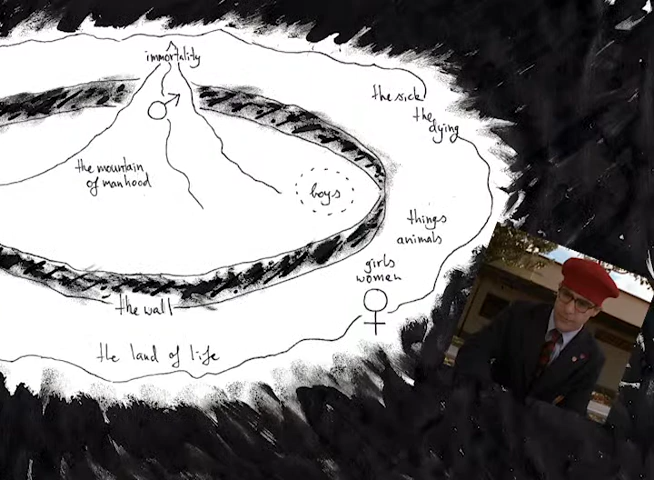 immortality
the sick
the
dying
the mountain
of manhood
boys
things
animals
girls
women
the wall
the land of life